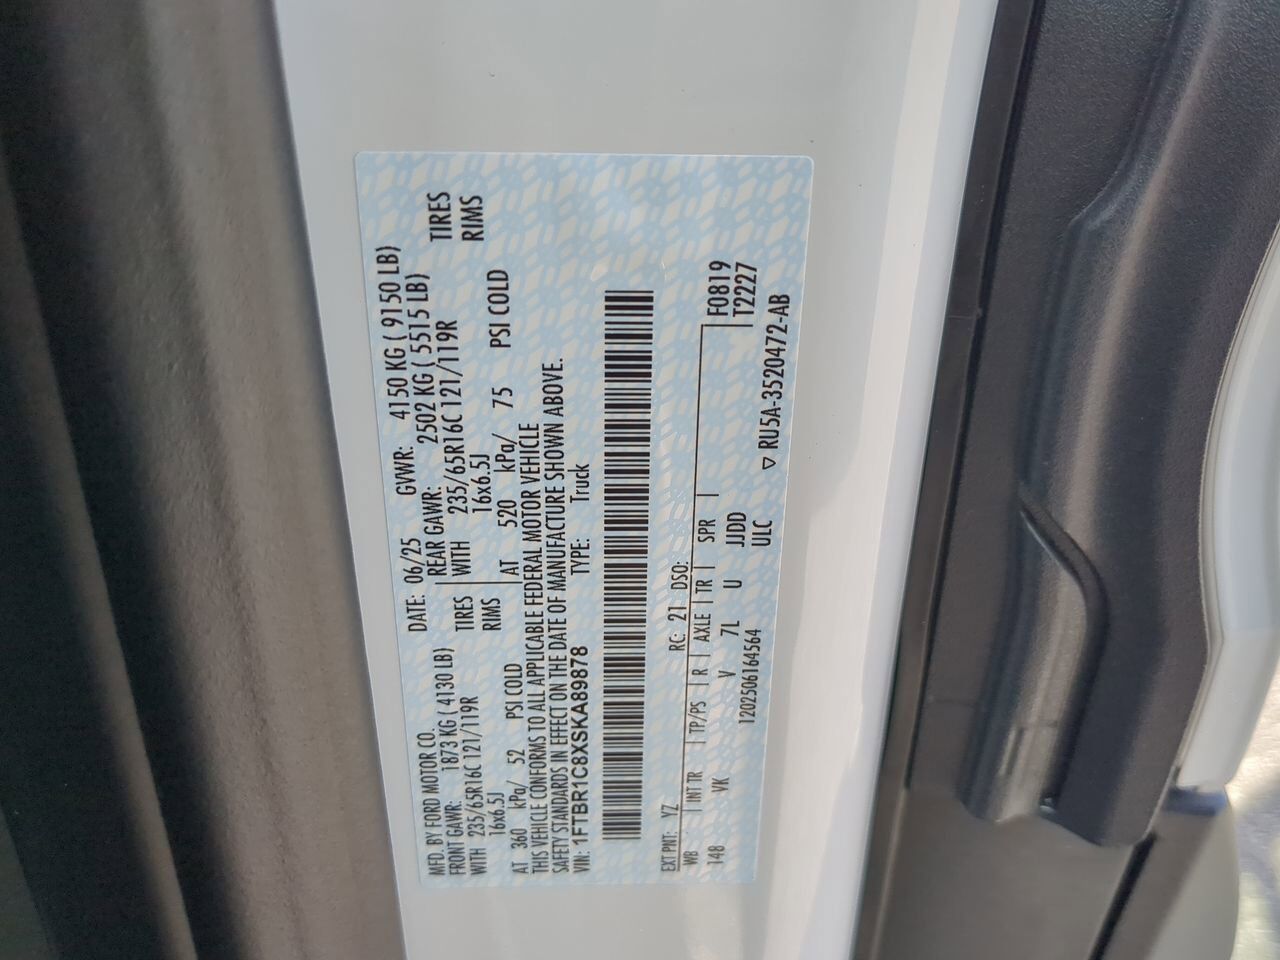 MFD. BY FORD MOTOR CO.
DATE: 06/25 GVWR: 4150 KG ( 9150 LB)
FRONT GAWR: 1873 KG ( 4130 LB)
REAR GAWR: 2502 KG ( 5515 LB)
WITH 235/65R16C 121/119R TIRES
WITH 235/65R16C 121/119R TIRES
16x6.5J RIMS
16x6.5J RIMS
AT 360 kPa/ 52 PSI COLD
AT 520 kPa/ 75 PSI COLD
THIS VEHICLE CONFORMS TO ALL APPLICABLE FEDERAL MOTOR VEHICLE
SAFETY STANDARDS IN EFFECT ON THE DATE OF MANUFACTURE SHOWN ABOVE.
VIN: 1FTBR1C8XSKA89878 TYPE: Truck
EXT PNT: YZ RC: 21 DSO: F0819
WB INT TR TP/PS R AXLE TR SPR T2227
148 VK V 7L U JJDD
1202506164564 ULC
▽ RU5A-3520472-AB